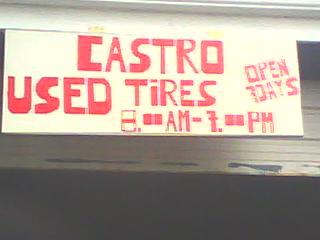 CASTRO
USED TiRES
OPEN
7DAYS
8.00AM-7.00PM